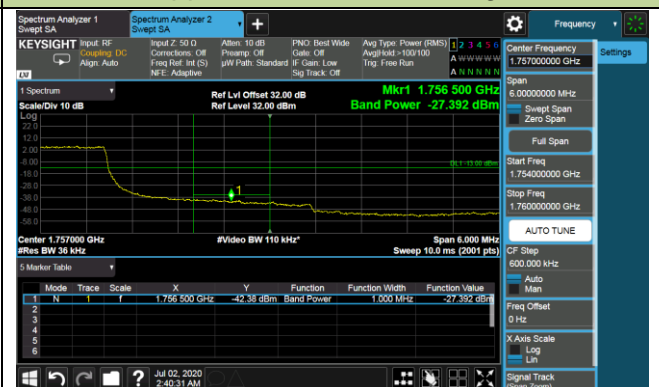 Spectrum Analyzer 1
Swept SA
Spectrum Analyzer 2
Swept SA
Frequency
KEYSIGHT
Input: RF
Coupling: DC
Align: Auto
Input Z: 50 Ω
Corrections: Off
Freq Ref: Int (S)
NFE: Adaptive
Atten: 10 dB
Preamp: Off
µW Path: Standard
PNO: Best Wide
Gate: Off
IF Gain: Low
Sig Track: Off
Avg Type: Power (RMS)
Avg|Hold:>100/100
Trig: Free Run
1 2 3 4 5 6
A W W W W W
A N N N N N
LXI
1 Spectrum
Scale/Div 10 dB
Ref Lvl Offset 32.00 dB
Ref Level 32.00 dBm
Mkr1 1.756 500 GHz
Band Power -27.392 dBm
Log
22.0
12.0
2.00
-8.00
-18.0
-28.0
-38.0
-48.0
-58.0
DL1 -13.00 dBm
1
Center 1.757000 GHz
#Res BW 36 kHz
#Video BW 110 kHz*
Span 6.000 MHz
Sweep 10.0 ms (2001 pts)
5 Marker Table
Mode Trace Scale X Y Function Function Width Function Value
1 N 1 f 1.756 500 GHz -42.38 dBm Band Power 1.000 MHz -27.392 dBm
2
3
4
5
6
Jul 02, 2020
2:40:31 AM
Center Frequency
1.757000000 GHz
Settings
Span
6.00000000 MHz
Swept Span
Zero Span
Full Span
Start Freq
1.754000000 GHz
Stop Freq
1.760000000 GHz
AUTO TUNE
CF Step
600.000 kHz
Auto
Man
Freq Offset
0 Hz
X Axis Scale
Log
Lin
Signal Track
(Span Zoom)